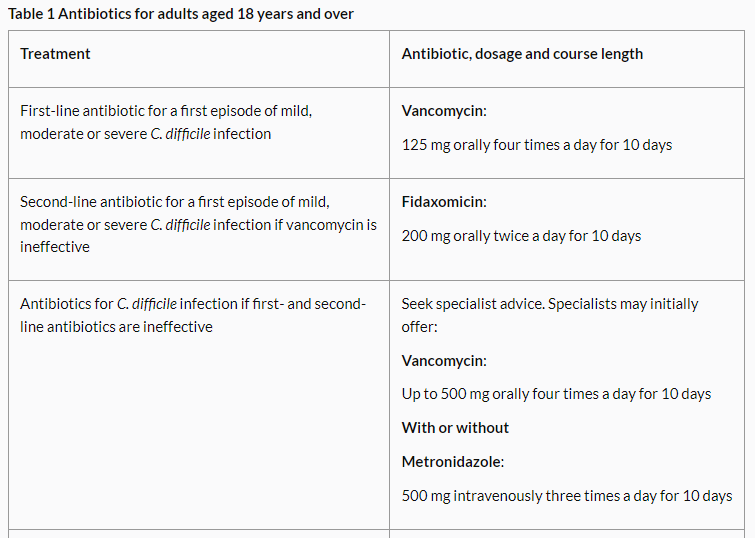 Table 1 Antibiotics for adults aged 18 years and over
Treatment
Antibiotic, dosage and course length
First-line antibiotic for a first episode of mild,
moderate or severe C. difficile infection
Vancomycin:
125 mg orally four times a day for 10 days
Second-line antibiotic for a first episode of mild,
moderate or severe C. difficile infection if vancomycin is
ineffective
Fidaxomicin:
200 mg orally twice a day for 10 days
Antibiotics for C. difficile infection if first- and second-
line antibiotics are ineffective
Seek specialist advice. Specialists may initially
offer:
Vancomycin:
Up to 500 mg orally four times a day for 10 days
With or without
Metronidazole:
500 mg intravenously three times a day for 10 days